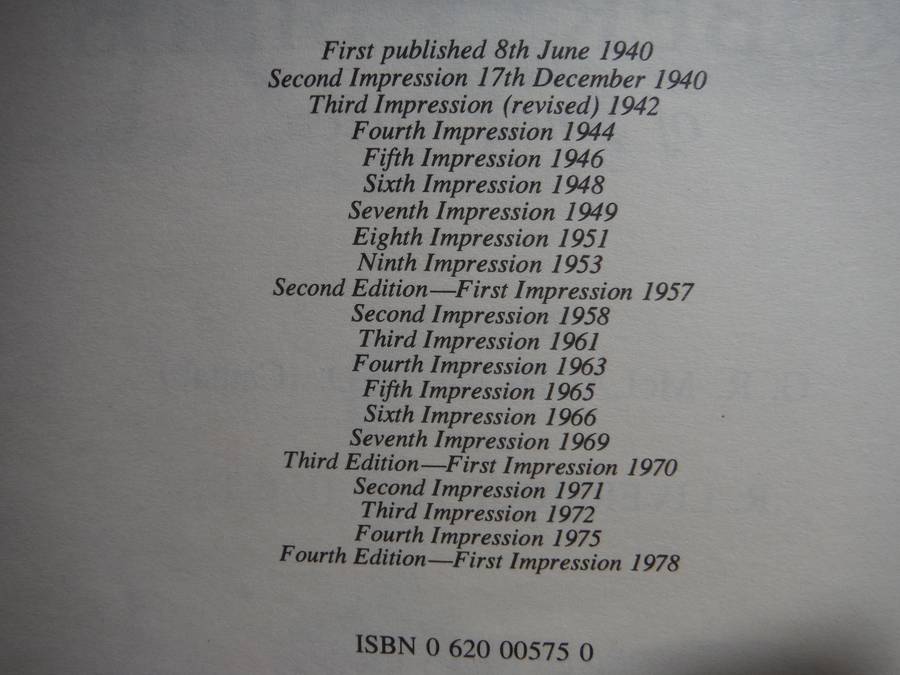 First published 8th June 1940
Second Impression 17th December 1940
Third Impression (revised) 1942
Fourth Impression 1944
Fifth Impression 1946
Sixth Impression 1948
Seventh Impression 1949
Eighth Impression 1951
Ninth Impression 1953
Second Edition—First Impression 1957
Second Impression 1958
Third Impression 1961
Fourth Impression 1963
Fifth Impression 1965
Sixth Impression 1966
Seventh Impression 1969
Third Edition—First Impression 1970
Second Impression 1971
Third Impression 1972
Fourth Impression 1975
Fourth Edition—First Impression 1978
ISBN 0 620 00575 0